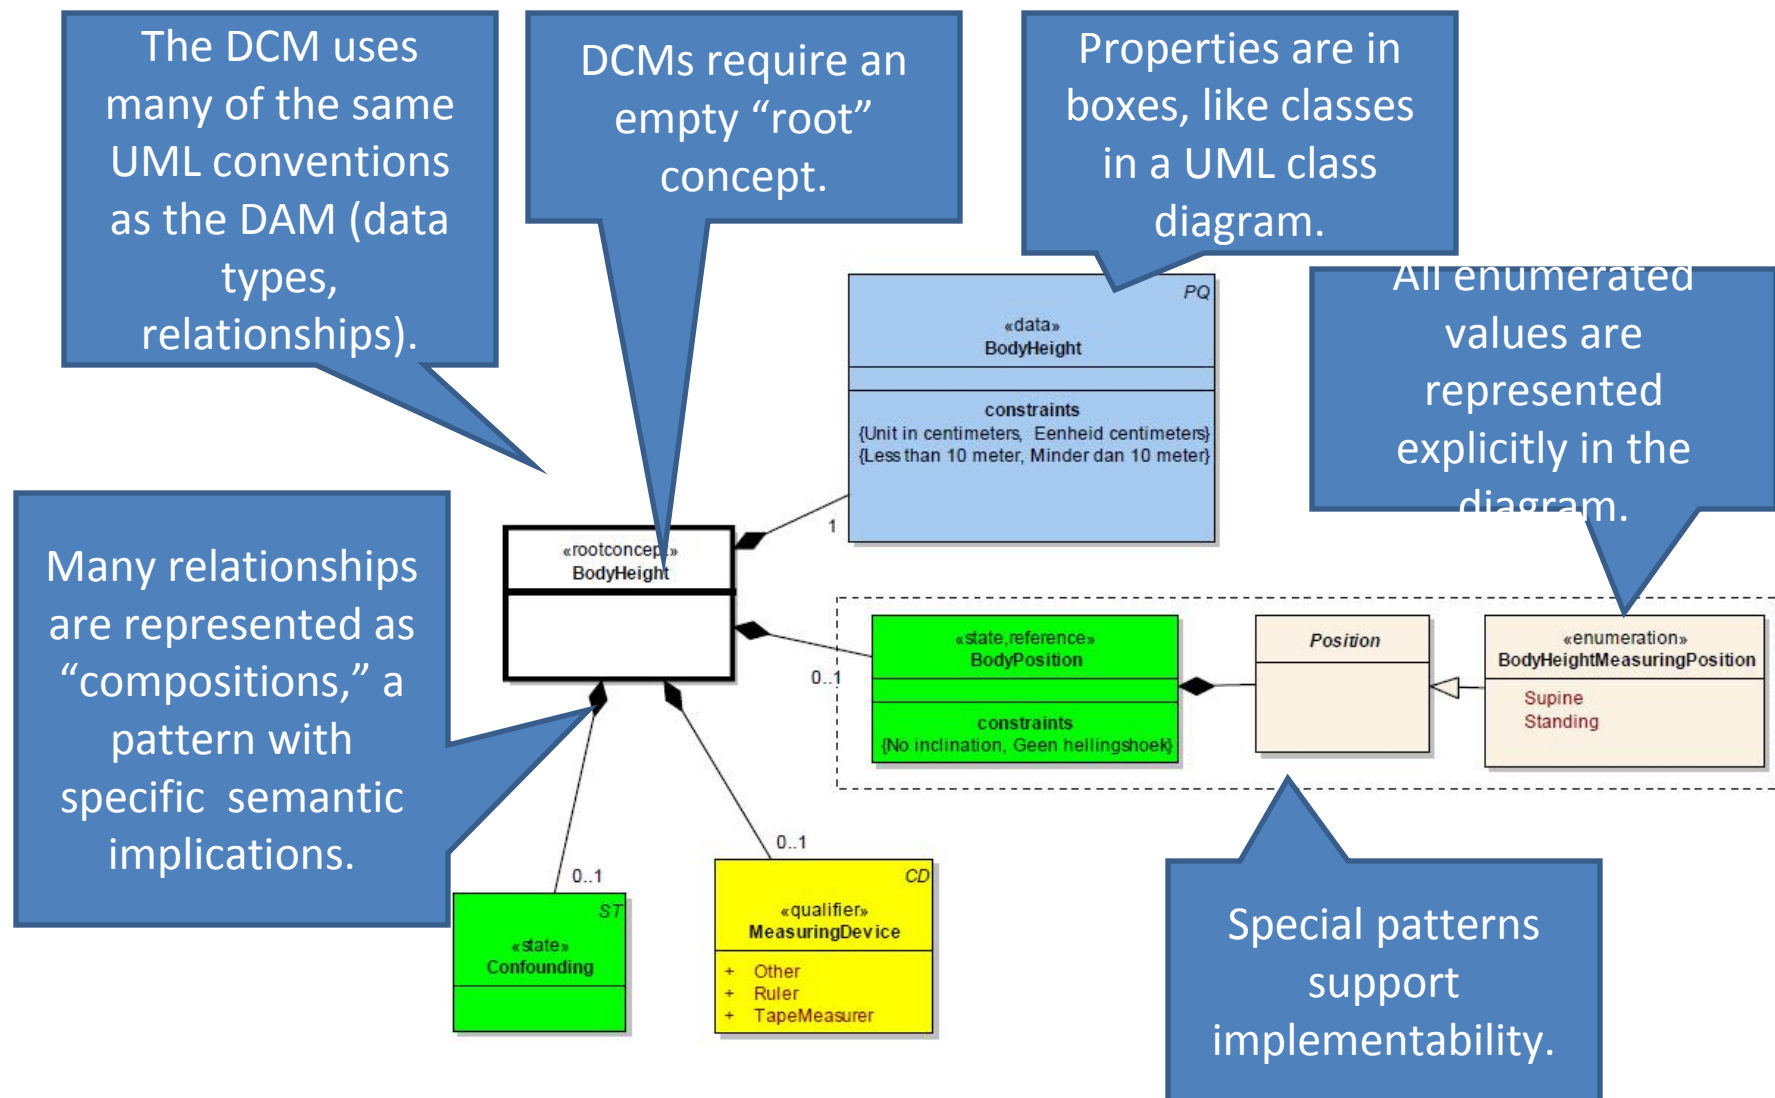 The DCM uses
many of the same
UML conventions
as the DAM (data
types,
relationships).
DCMs require an
empty “root”
concept.
Properties are in
boxes, like classes
in a UML class
diagram.
All enumerated
values are
represented
explicitly in the
diagram.
PQ
«data»
BodyHeight
constraints
{Unit in centimeters, Eenheid centimeters}
{Less than 10 meter, Minder dan 10 meter}
1
Many relationships
are represented as
“compositions,” a
pattern with
specific semantic
implications.
«rootconcept»
BodyHeight
0..1
«state,reference»
BodyPosition
constraints
{No inclination, Geen hellingshoek}
Position
«enumeration»
BodyHeightMeasuringPosition
Supine
Standing
0..1
ST
«state»
Confounding
0..1
CD
«qualifier»
MeasuringDevice
+ Other
+ Ruler
+ TapeMeasurer
Special patterns
support
implementability.